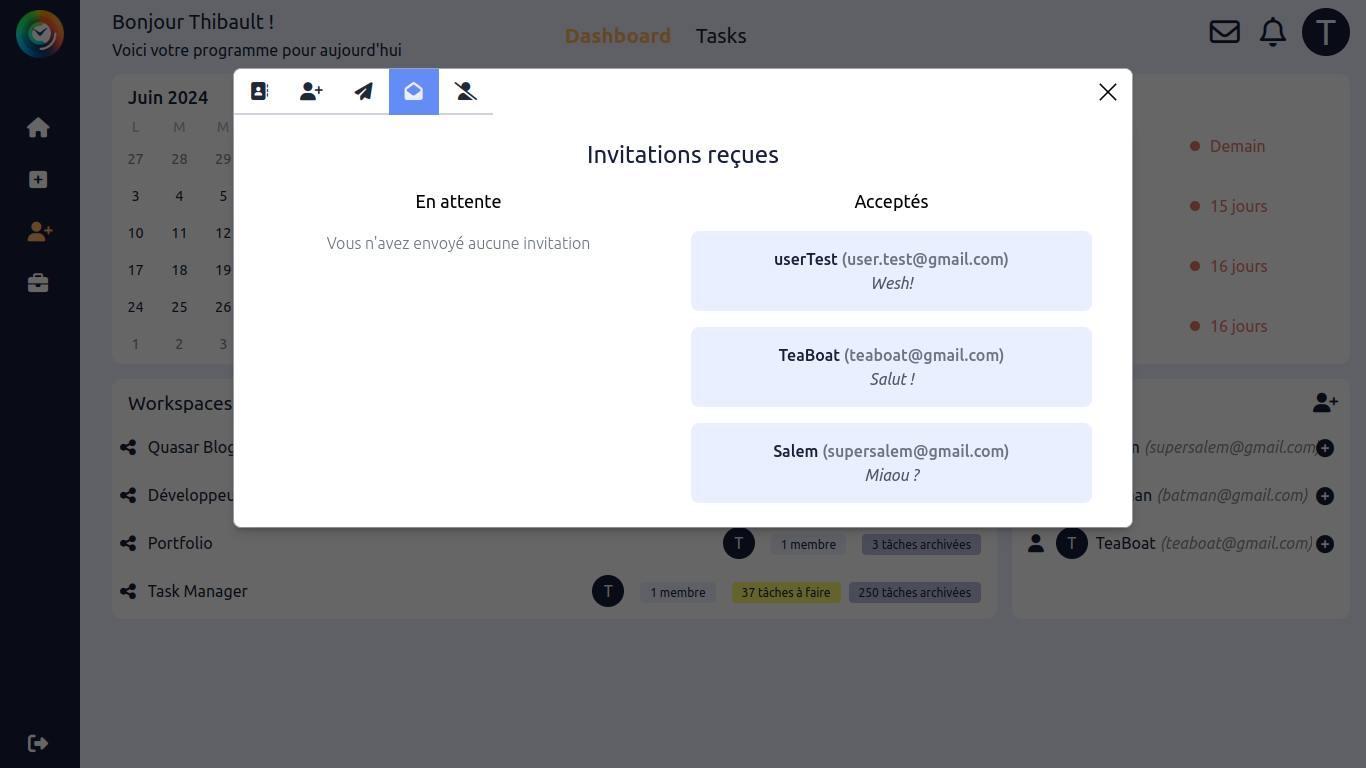 Bonjour Thibault !
Voici votre programme pour aujourd'hui
Dashboard Tasks
T
Juin 2024
L M M
27 28 29
3 4 5
10 11 12
17 18 19
24 25 26
1 2 3
Demain
15 jours
16 jours
16 jours
Invitations reçues
En attente
Vous n'avez envoyé aucune invitation
Acceptés
userTest (user.test@gmail.com)
Wesh!
TeaBoat (teaboat@gmail.com)
Salut !
Salem (supersalem@gmail.com)
Miaou ?
Workspaces
Quasar Blog
Développeu
Portfolio T 1 membre 3 tâches archivées
Task Manager T 1 membre 37 tâches à faire 250 tâches archivées
(supersalem@gmail.com)
an (batman@gmail.com)
T TeaBoat (teaboat@gmail.com)